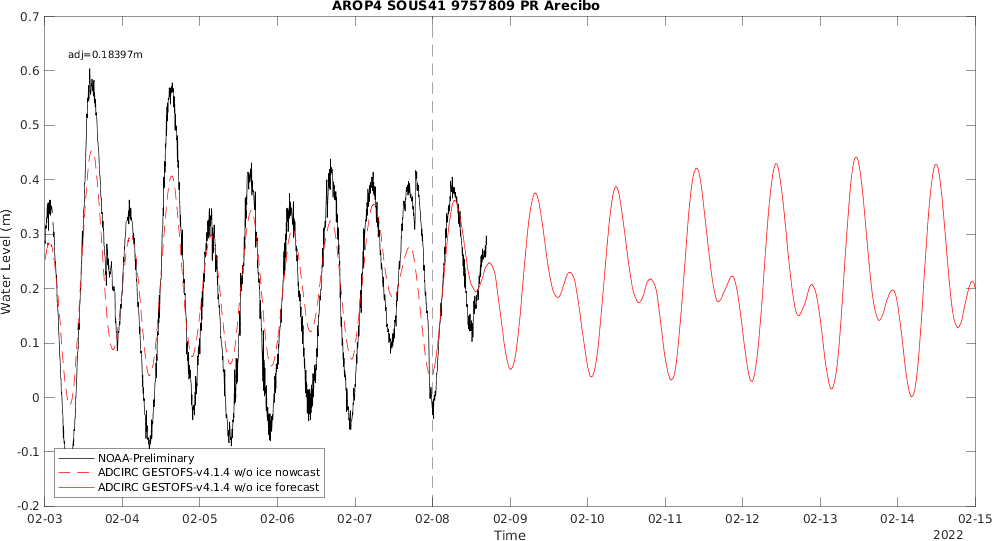 AROP4 SOUS41 9757809 PR Arecibo
adj=0.18397m
0.7
0.6
0.5
0.4
0.3
0.2
0.1
0
-0.1
-0.2
Water Level (m)
NOAA-Preliminary
ADCIRC GESTOFS-v4.1.4 w/o ice nowcast
ADCIRC GESTOFS-v4.1.4 w/o ice forecast
02-03 02-04 02-05 02-06 02-07 02-08 02-09 02-10 02-11 02-12 02-13 02-14 02-15
Time
2022